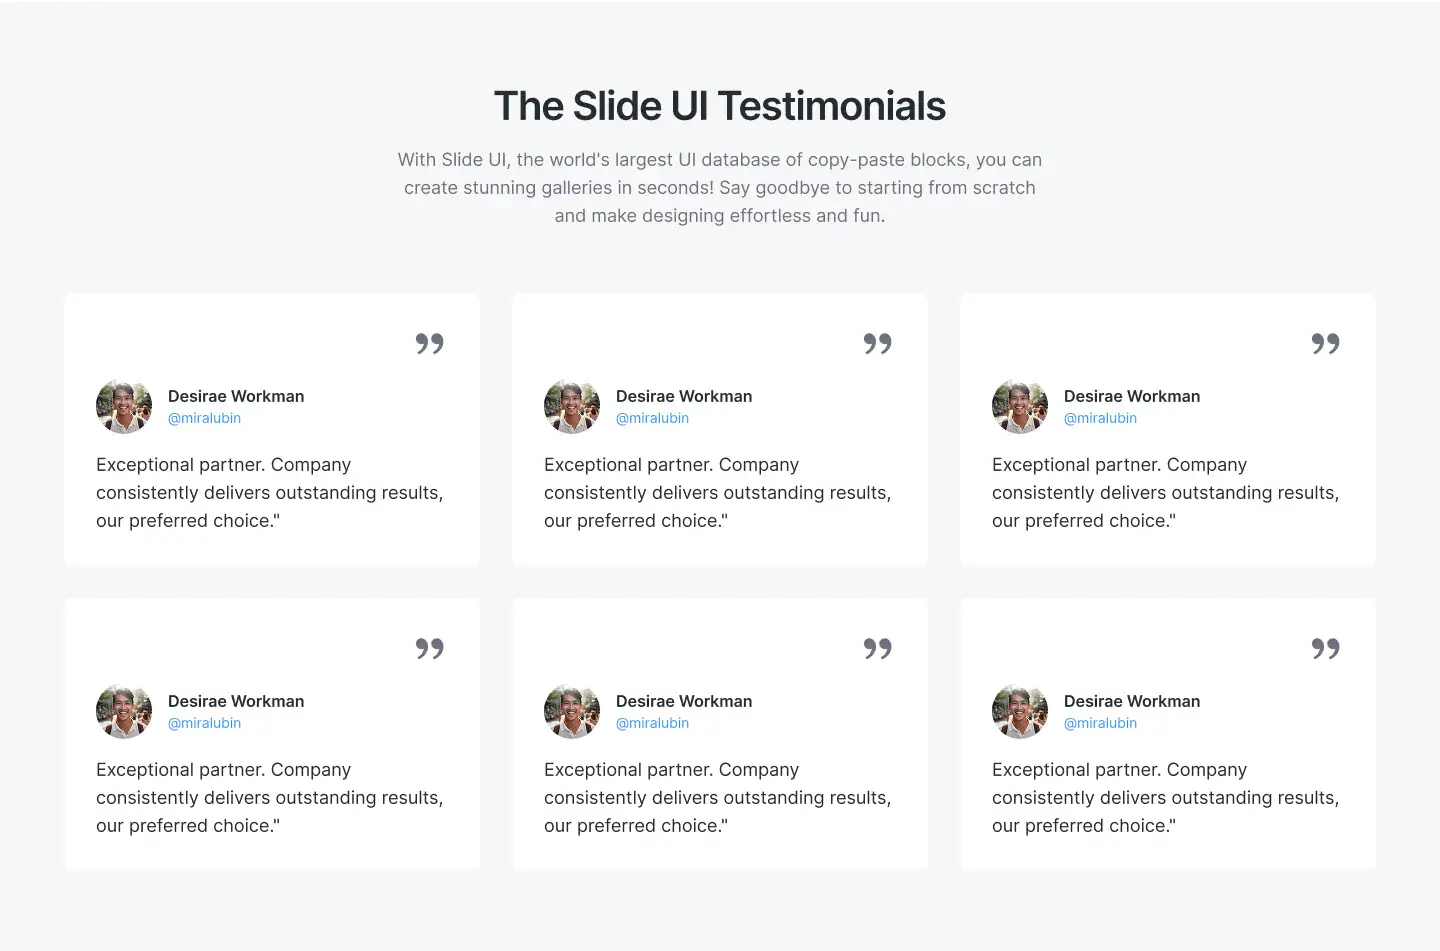 The Slide UI Testimonials
With Slide UI, the world's largest UI database of copy-paste blocks, you can
create stunning galleries in seconds! Say goodbye to starting from scratch
and make designing effortless and fun.
”
Desirae Workman
@miralubin
Exceptional partner. Company
consistently delivers outstanding results,
our preferred choice."
”
Desirae Workman
@miralubin
Exceptional partner. Company
consistently delivers outstanding results,
our preferred choice."
”
Desirae Workman
@miralubin
Exceptional partner. Company
consistently delivers outstanding results,
our preferred choice."
”
Desirae Workman
@miralubin
Exceptional partner. Company
consistently delivers outstanding results,
our preferred choice."
”
Desirae Workman
@miralubin
Exceptional partner. Company
consistently delivers outstanding results,
our preferred choice."
”
Desirae Workman
@miralubin
Exceptional partner. Company
consistently delivers outstanding results,
our preferred choice."